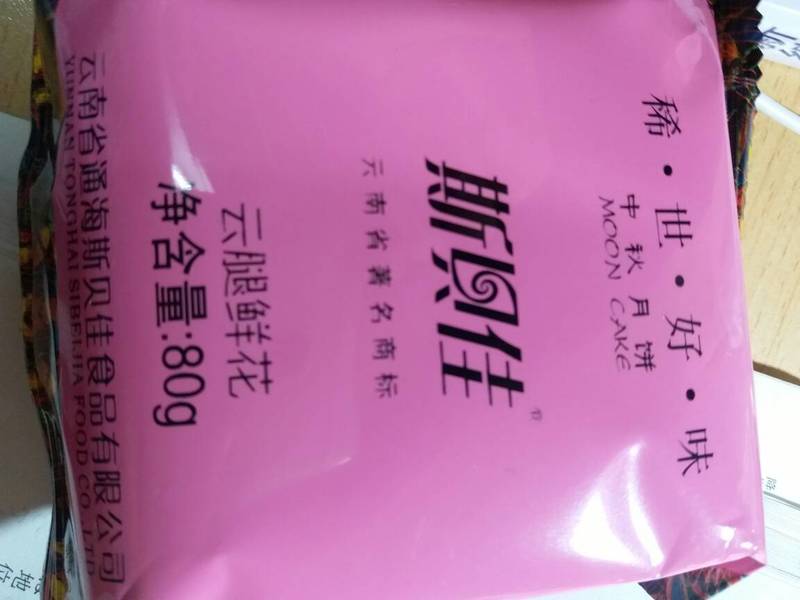 稀·世·好·味
中秋月饼
MOON CAKE
斯贝佳
云南省著名商标
云腿鲜花
净含量:80g
云南省通海斯贝佳食品有限公司
YUNNAN TONGHAI SIBEIJIA FOOD CO.,LTD